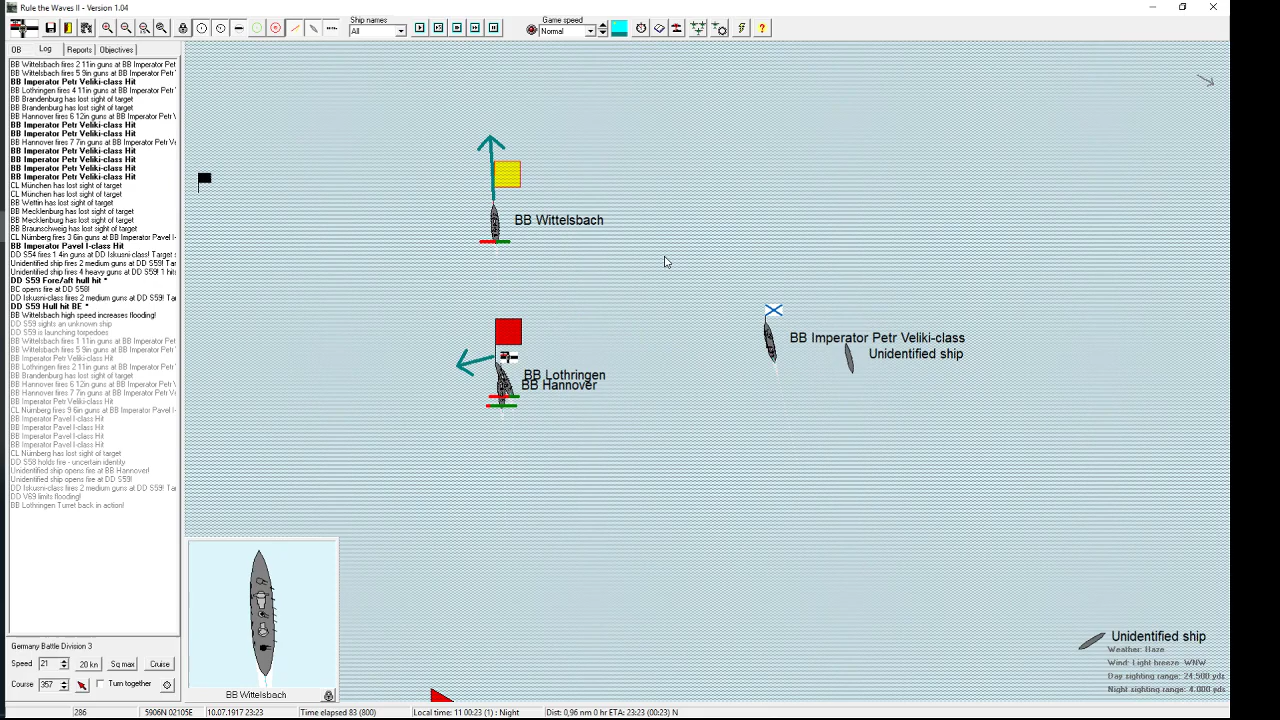 Rule the Waves II - Version 1.04
Ship names
All
Game speed
Normal
OB Log Reports Objectives
BB Wittelsbach fires 2 11in guns at BB Imperator Pet
BB Wittelsbach fires 5 9in guns at BB Imperator Petr
BB Imperator Petr Veliki-class Hit
BB Lothringen fires 4 11in guns at BB Imperator Pet
BB Brandenburg has lost sight of target
BB Brandenburg has lost sight of target
BB Hannover fires 6 12in guns at BB Imperator Petr
BB Imperator Petr Veliki-class Hit
BB Imperator Petr Veliki-class Hit
BB Hannover fires 7 7in guns at BB Imperator Petr Ve
BB Imperator Petr Veliki-class Hit
BB Imperator Petr Veliki-class Hit
BB Imperator Petr Veliki-class Hit
BB Imperator Petr Veliki-class Hit
CL München has lost sight of target
CL München has lost sight of target
BB Wettin has lost sight of target
BB Mecklenburg has lost sight of target
BB Mecklenburg has lost sight of target
BB Braunschweig has lost sight of target
CL Nürnberg fires 3 6in guns at BB Imperator Pavel I-
BB Imperator Pavel I-class Hit
DD S54 fires 1 4in guns at DD Iskusni-class! Target s
Unidentified ship fires 2 medium guns at DD S59! Tar
Unidentified ship fires 4 heavy guns at DD S59! 1 hits
DD S59 Fore/aft hull hit *
BC opens fire at DD S58!
DD Iskusni-class fires 2 medium guns at DD S59! Ta
DD S59 Hull hit BE *
BB Wittelsbach high speed increases flooding!
DD S59 sights an unknown ship
DD S59 is launching torpedoes
BB Wittelsbach fires 1 11in guns at BB Imperator Pet
BB Wittelsbach fires 5 9in guns at BB Imperator Petr
BB Imperator Petr Veliki-class Hit
BB Lothringen fires 2 11in guns at BB Imperator Pet
BB Brandenburg has lost sight of target
BB Hannover fires 6 12in guns at BB Imperator Petr
BB Hannover fires 7 7in guns at BB Imperator Petr Ve
BB Imperator Petr Veliki-class Hit
CL Nürnberg fires 9 6in guns at BB Imperator Pavel I-
BB Imperator Pavel I-class Hit
BB Imperator Pavel I-class Hit
BB Imperator Pavel I-class Hit
BB Imperator Pavel I-class Hit
CL Nürnberg has lost sight of target
DD S58 holds fire - uncertain identity
Unidentified ship opens fire at BB Hannover!
Unidentified ship opens fire at DD S59!
DD Iskusni-class fires 2 medium guns at DD S59! Ta
DD V69 limits flooding!
BB Lothringen Turret back in action!
BB Wittelsbach
BB Imperator Petr Veliki-class
Unidentified ship
BB Lothringen
BB Hannover
Unidentified ship
Weather: Haze
Wind: Light breeze WNW
Day sighting range: 24.500 yds
Night sighting range: 4.000 yds
Germany Battle Division 3
Speed 21 20 kn Sq max Cruise
Course 357 Turn together
BB Wittelsbach
286 5906N 02105E 10.07.1917 23:23 Time elapsed 83 (800) Local time: 11 00:23 (1) : Night Dist: 0,96 nm 0 hr ETA: 23:23 (00:23) N